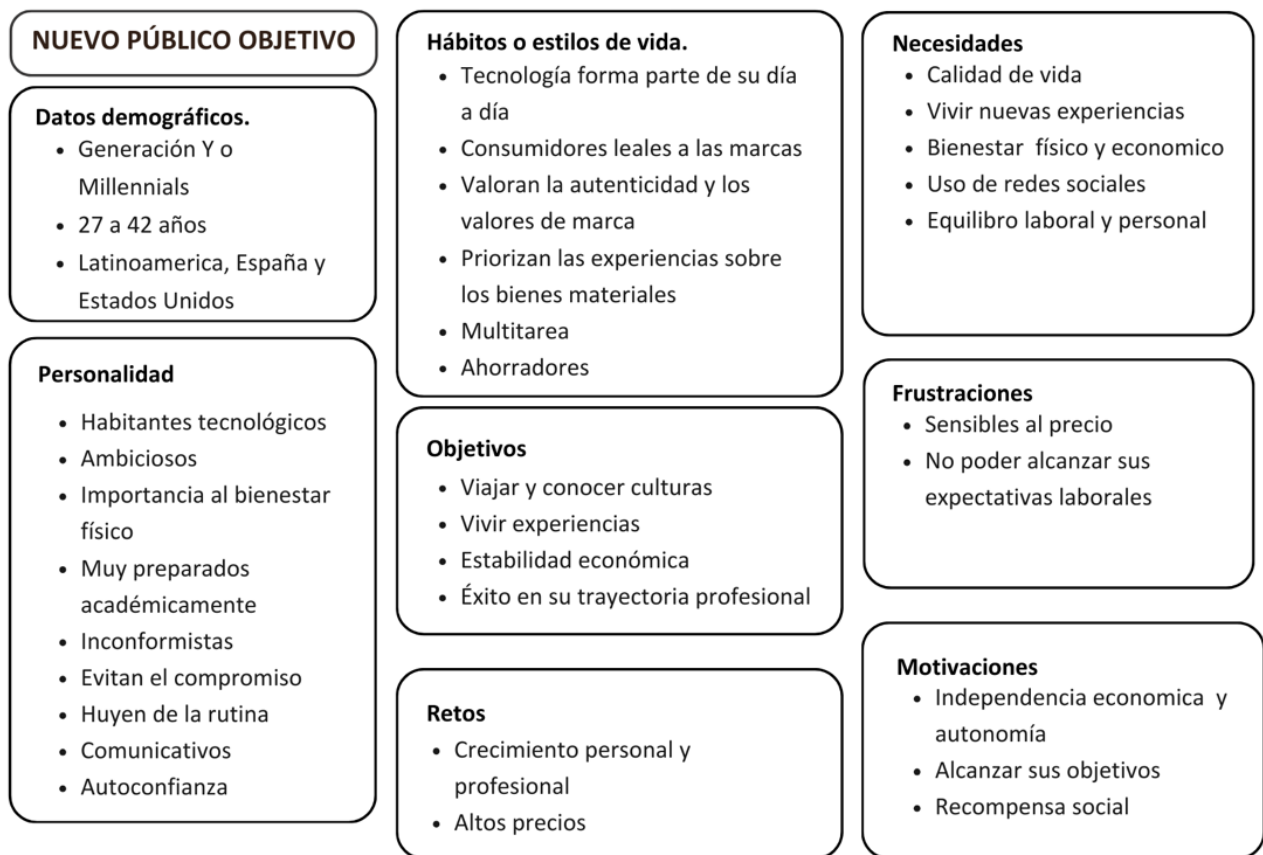 NUEVO PÚBLICO OBJETIVO
Datos demográficos.
• Generación Y o
Millennials
• 27 a 42 años
• Latinoamerica, España y
Estados Unidos
Personalidad
• Habitantes tecnológicos
• Ambiciosos
• Importancia al bienestar
físico
• Muy preparados
académicamente
• Inconformistas
• Evitan el compromiso
• Huyen de la rutina
• Comunicativos
• Autoconfianza
Hábitos o estilos de vida.
• Tecnología forma parte de su día
a día
• Consumidores leales a las marcas
• Valoran la autenticidad y los
valores de marca
• Priorizan las experiencias sobre
los bienes materiales
• Multitarea
• Ahorradores
Objetivos
• Viajar y conocer culturas
• Vivir experiencias
• Estabilidad económica
• Éxito en su trayectoria profesional
Retos
• Crecimiento personal y
profesional
• Altos precios
Necesidades
• Calidad de vida
• Vivir nuevas experiencias
• Bienestar físico y economico
• Uso de redes sociales
• Equilibro laboral y personal
Frustraciones
• Sensibles al precio
• No poder alcanzar sus
expectativas laborales
Motivaciones
• Independencia economica y
autonomía
• Alcanzar sus objetivos
• Recompensa social